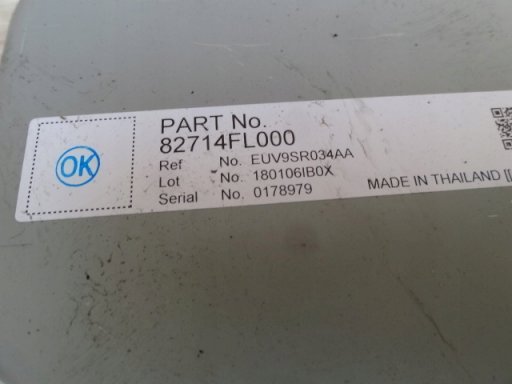 OK
PART No.
82714FL000
Ref No. EUV9SR034AA
Lot No. 180106IB0X
Serial No. 0178979
MADE IN THAILAND